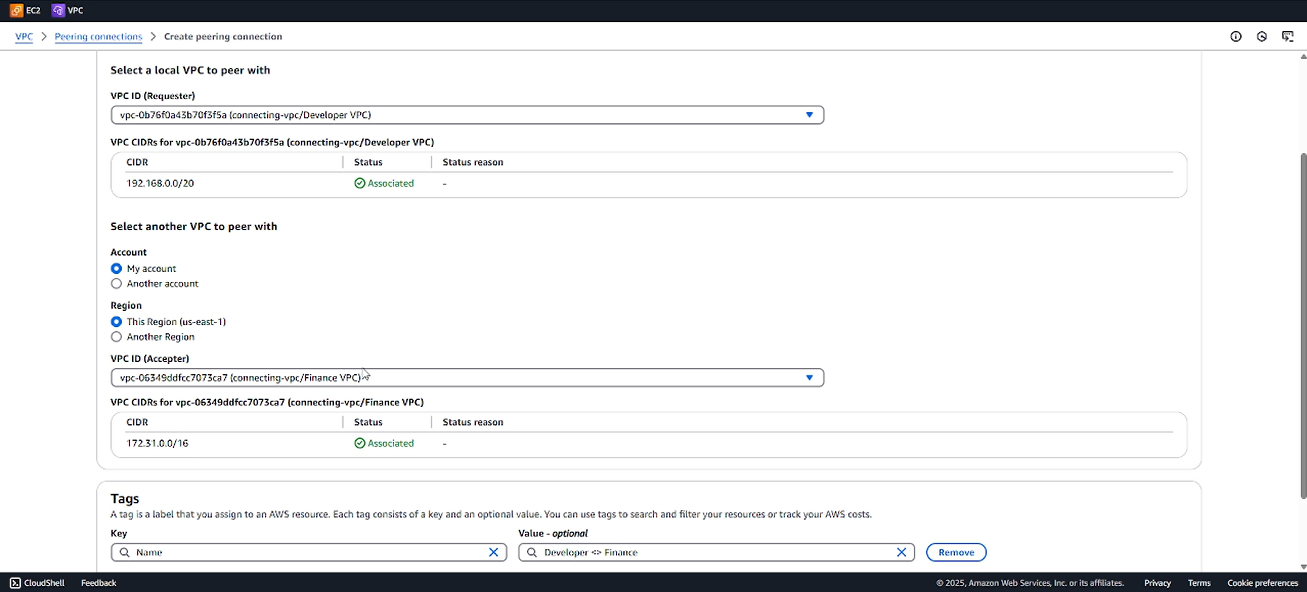 EC2 VPC
VPC > Peering connections > Create peering connection
Select a local VPC to peer with
VPC ID (Requester)
vpc-0b76f0a43b70f3f5a (connecting-vpc/Developer VPC)
VPC CIDRs for vpc-0b76f0a43b70f3f5a (connecting-vpc/Developer VPC)
CIDR Status Status reason
192.168.0.0/20 Associated -
Select another VPC to peer with
Account
My account
Another account
Region
This Region (us-east-1)
Another Region
VPC ID (Accepter)
vpc-06349ddfcc7073ca7 (connecting-vpc/Finance VPC)
VPC CIDRs for vpc-06349ddfcc7073ca7 (connecting-vpc/Finance VPC)
CIDR Status Status reason
172.31.0.0/16 Associated -
Tags
A tag is a label that you assign to an AWS resource. Each tag consists of a key and an optional value. You can use tags to search and filter your resources or track your AWS costs.
Key Value - optional
Name Developer <> Finance Remove
CloudShell Feedback © 2025, Amazon Web Services, Inc. or its affiliates. Privacy Terms Cookie preferences